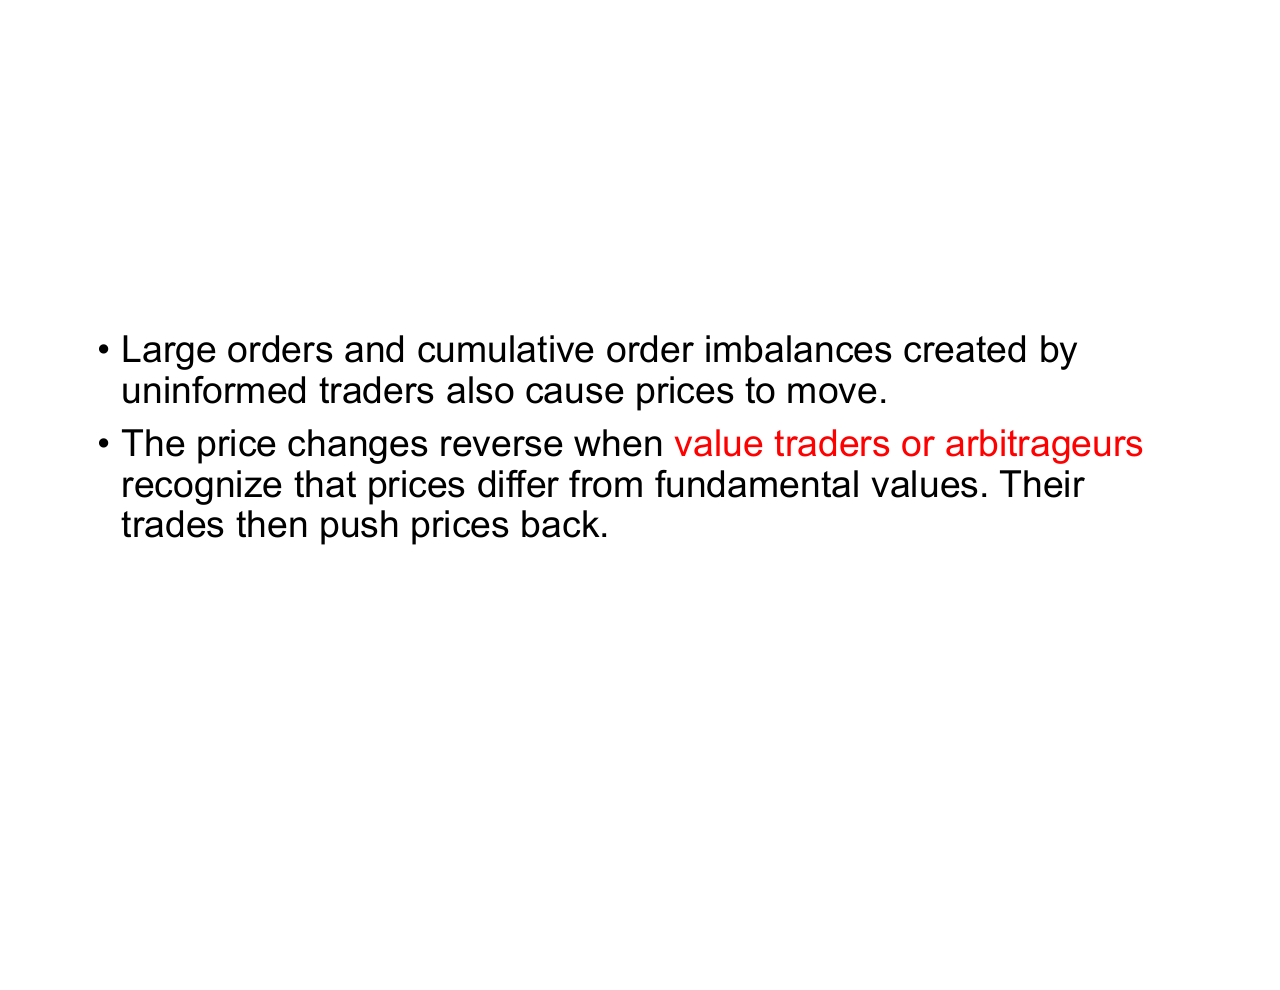 • Large orders and cumulative order imbalances created by
uninformed traders also cause prices to move.
• The price changes reverse when value traders or arbitrageurs
recognize that prices differ from fundamental values. Their
trades then push prices back.